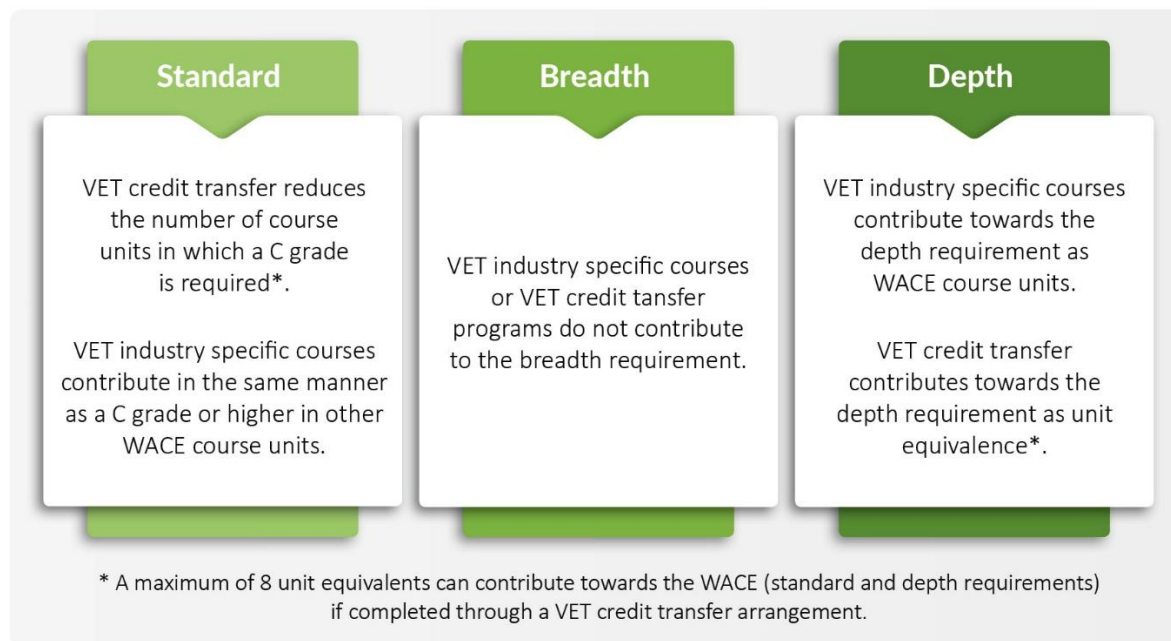 Standard
VET credit transfer reduces
the number of course
units in which a C grade
is required*.
VET industry specific courses
contribute in the same manner
as a C grade or higher in other
WACE course units.
Breadth
VET industry specific courses
or VET credit tansfer
programs do not contribute
to the breadth requirement.
Depth
VET industry specific courses
contribute towards the
depth requirement as
WACE course units.
VET credit transfer
contributes towards the
depth requirement as unit
equivalence*.
* A maximum of 8 unit equivalents can contribute towards the WACE (standard and depth requirements)
if completed through a VET credit transfer arrangement.